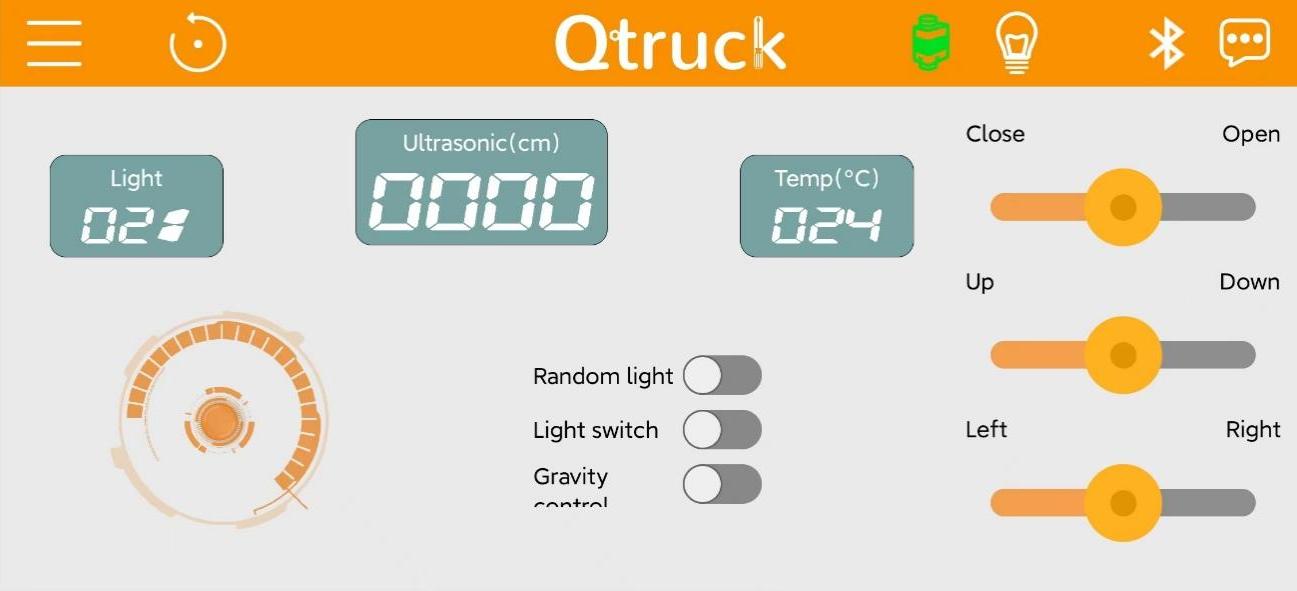 Qtruck
Light
02
Ultrasonic(cm)
0000
Temp(°C)
024
Close Open
Up Down
Left Right
Random light
Light switch
Gravity
control